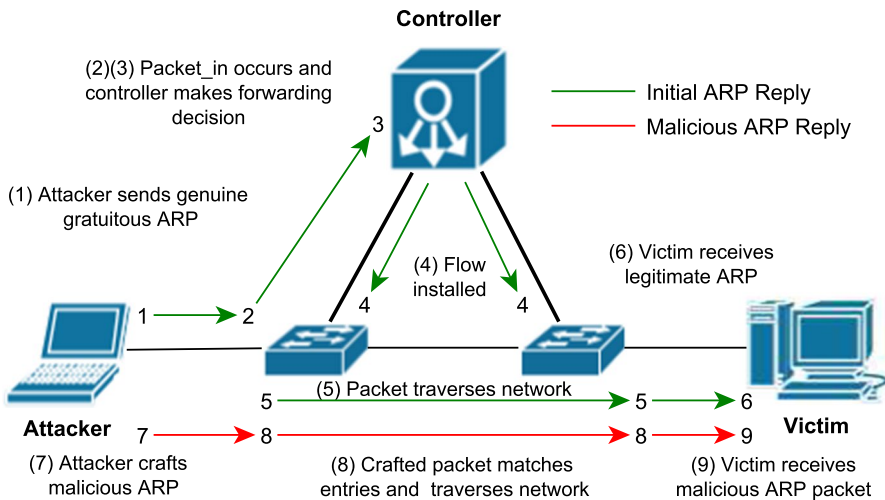 Controller
(2)(3) Packet_in occurs and
controller makes forwarding
decision
3
Initial ARP Reply
Malicious ARP Reply
(1) Attacker sends genuine
gratuitous ARP
(4) Flow
installed
(6) Victim receives
legitimate ARP
1
2
4
4
(5) Packet traverses network
5
5
6
Attacker
Victim
7
8
8
9
(7) Attacker crafts
malicious ARP
(8) Crafted packet matches
entries and traverses network
(9) Victim receives
malicious ARP packet